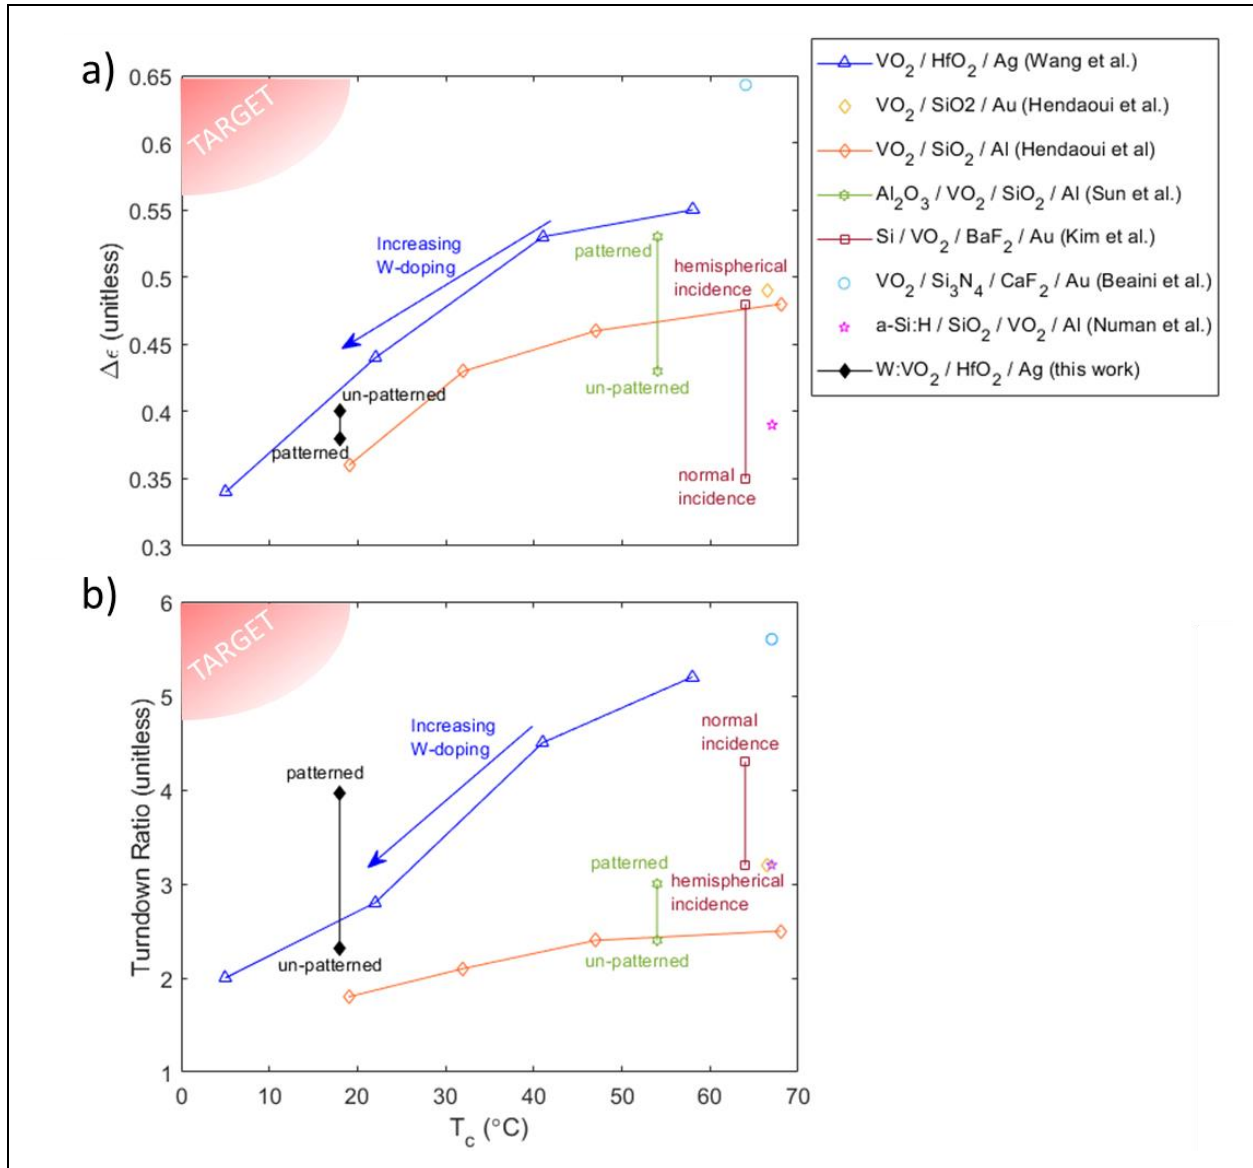 a)
0.65
0.6
0.55
0.5
0.45
0.4
0.35
0.3
Δϵ (unitless)
TARGET
Increasing
W-doping
un-patterned
patterned
patterned
un-patterned
hemispherical
incidence
normal
incidence
VO2 / HfO2 / Ag (Wang et al.)
VO2 / SiO2 / Au (Hendaoui et al.)
VO2 / SiO2 / Al (Hendaoui et al)
Al2O3 / VO2 / SiO2 / Al (Sun et al.)
Si / VO2 / BaF2 / Au (Kim et al.)
VO2 / Si3N4 / CaF2 / Au (Beaini et al.)
a-Si:H / SiO2 / VO2 / Al (Numan et al.)
W:VO2 / HfO2 / Ag (this work)
b)
6
5
4
3
2
1
Turndown Ratio (unitless)
TARGET
Increasing
W-doping
patterned
un-patterned
normal
incidence
patterned
hemispherical
incidence
un-patterned
0 10 20 30 40 50 60 70
Tc (°C)